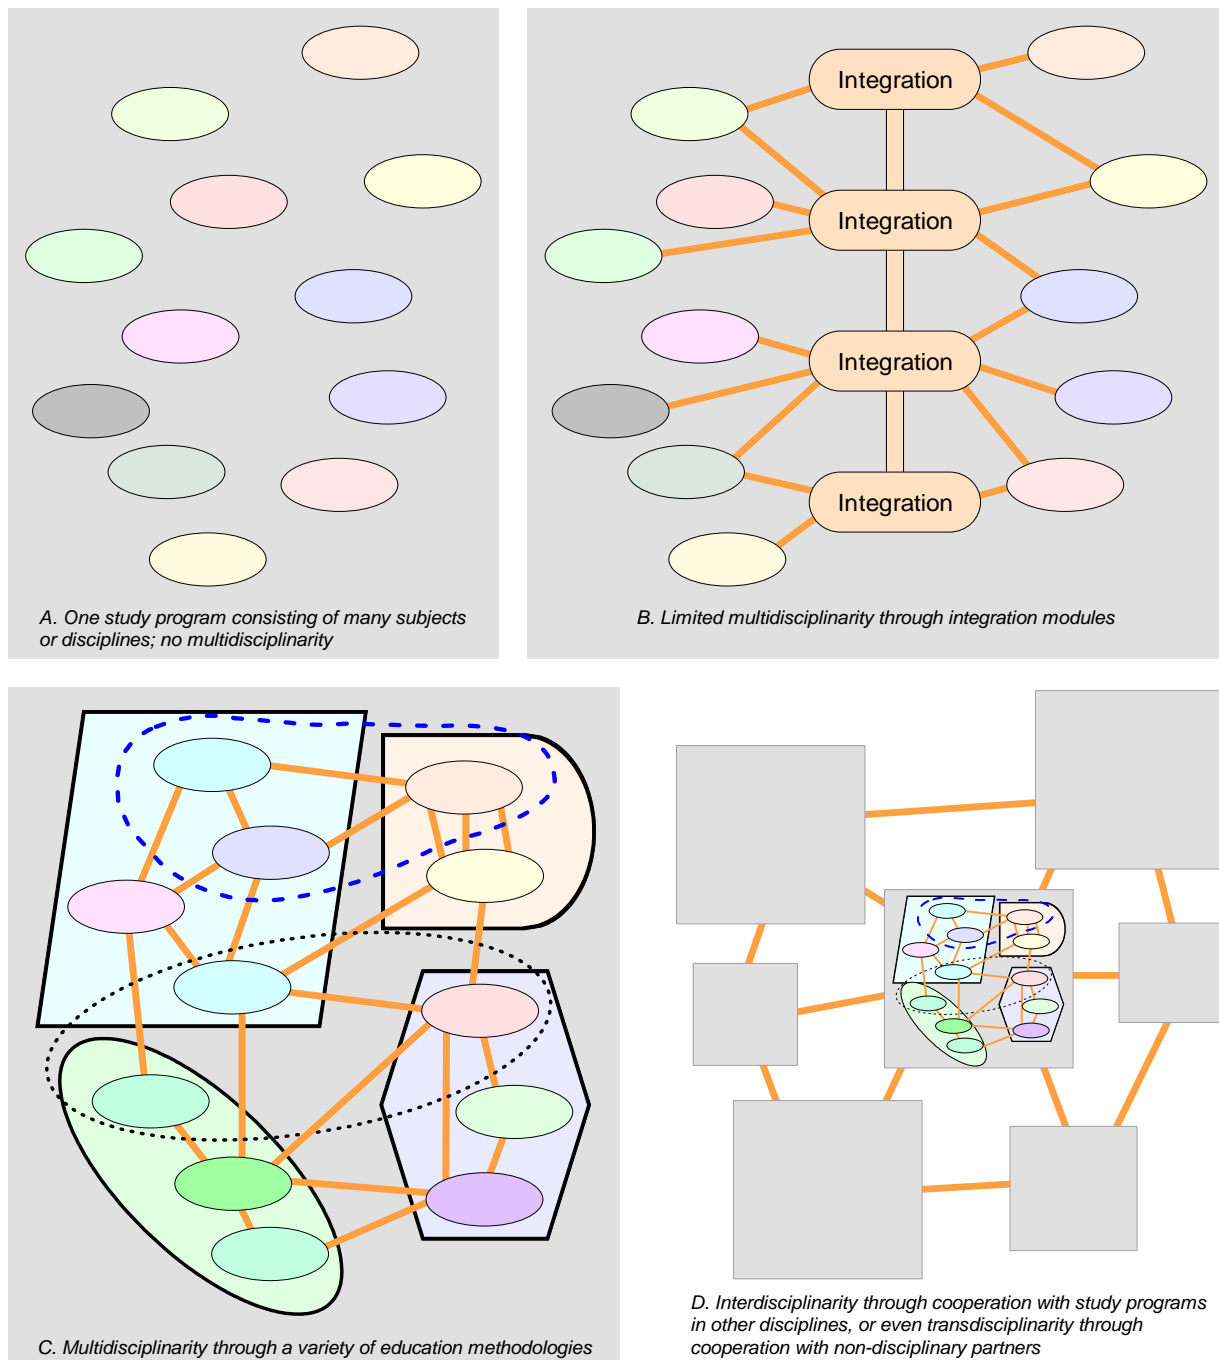 Integration
Integration
Integration
Integration
A. One study program consisting of many subjects
or disciplines; no multidisciplinarity
B. Limited multidisciplinarity through integration modules
C. Multidisciplinarity through a variety of education methodologies
D. Interdisciplinarity through cooperation with study programs
in other disciplines, or even transdisciplinarity through
cooperation with non-disciplinary partners